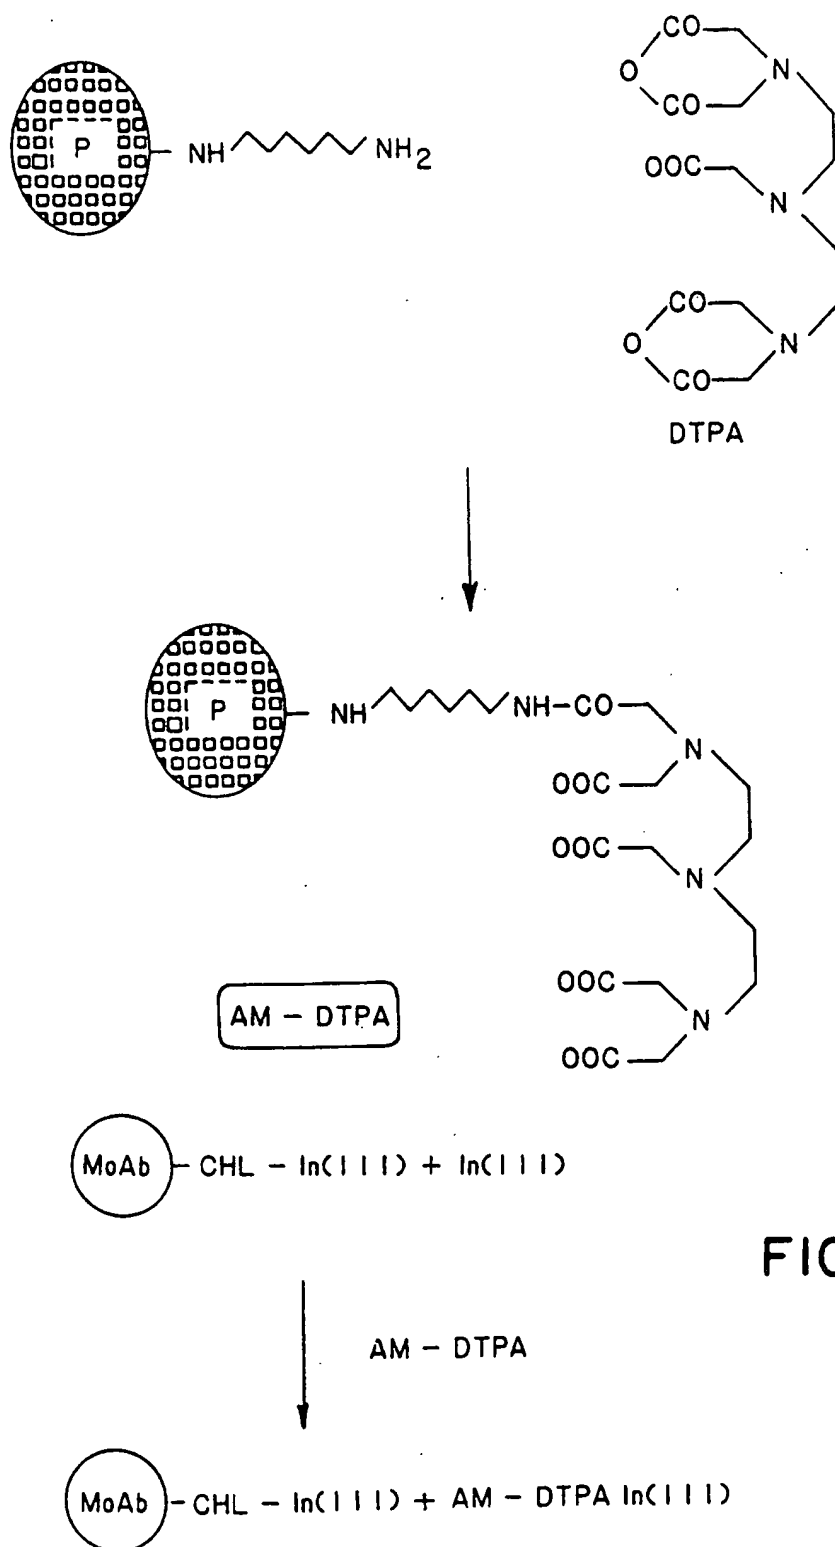 CO
N
O
CO
P
NH
NH2
OOC
N
CO
O
N
CO
DTPA
P
NH
NH-CO
N
OOC
OOC
N
OOC
AM - DTPA
N
OOC
MoAb - CHL - In(III) + In(III)
FIG
AM - DTPA
MoAb - CHL - In(III) + AM - DTPA In(III)